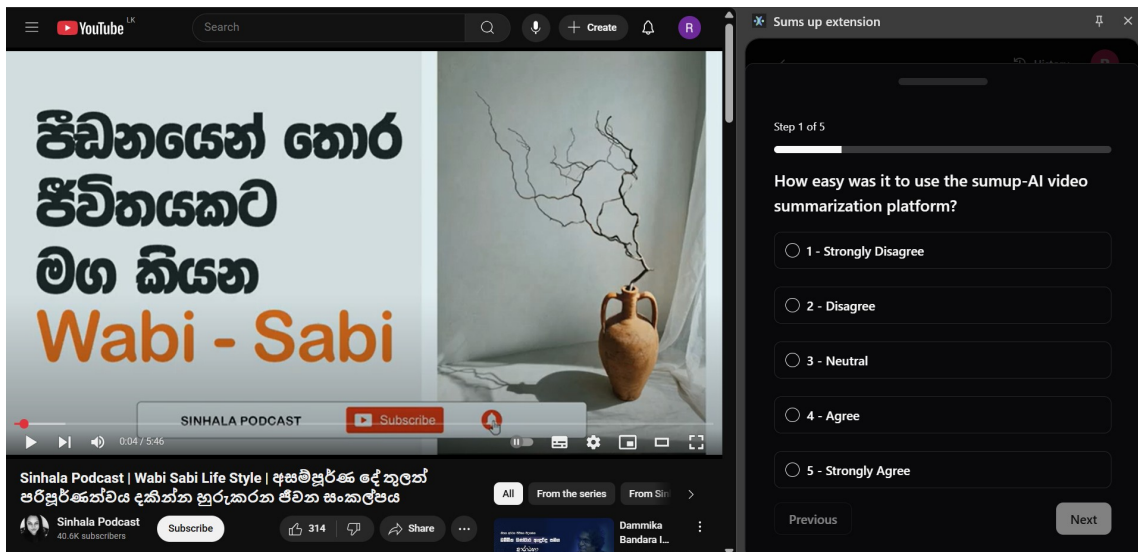 YouTube LK
Search
Create
R
පීඩනයෙන් තොර
ජීවිතයකට
මග කියන
Wabi - Sabi
SINHALA PODCAST
Subscribe
0:04 / 5:46
Sinhala Podcast | Wabi Sabi Life Style | අසම්පූර්ණ දේ තුලත්
පරිපූර්ණත්වය දකින්න හුරුකරන ජීවන සංකල්පය
Sinhala Podcast
40.6K subscribers
Subscribe
314
Share
All
From the series
From Sin
Dammika
Bandara I...
Sums up extension
History
Step 1 of 5
How easy was it to use the sumup-AI video
summarization platform?
1 - Strongly Disagree
2 - Disagree
3 - Neutral
4 - Agree
5 - Strongly Agree
Previous
Next